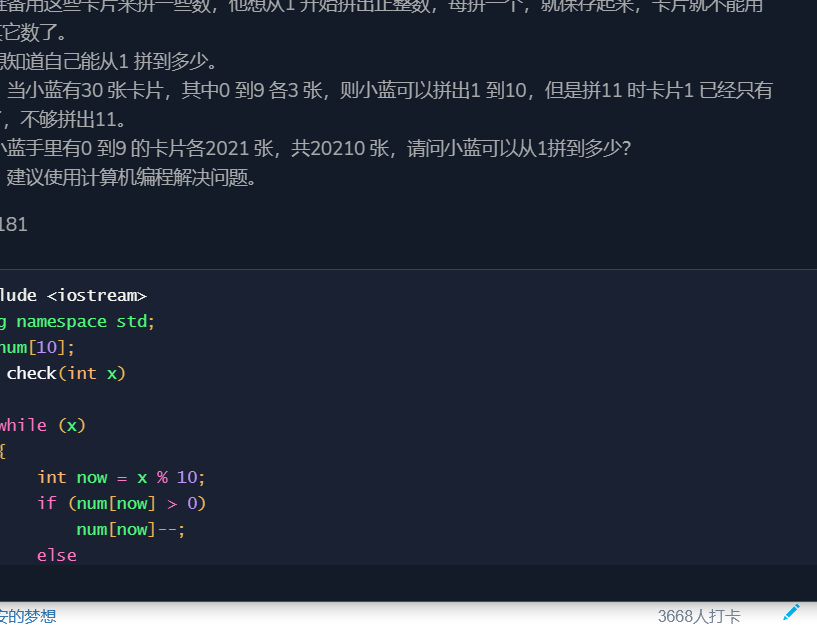 准备用这些卡片来拼一些数，他想从1 开始拼出正整数，每拼一个，就保存起来，卡片就不能用
它数了。
想知道自己能从1 拼到多少。
，当小蓝有30 张卡片，其中0 到9 各3 张，则小蓝可以拼出1 到10，但是拼11 时卡片1 已经只有
，不够拼出11。
小蓝手里有0 到9 的卡片各2021 张，共20210 张，请问小蓝可以从1拼到多少？
建议使用计算机编程解决问题。
181
lude <iostream>
g namespace std;
num[10];
check(int x)
while (x)
{
int now = x % 10;
if (num[now] > 0)
num[now]--;
else
安的梦想
3668人打卡